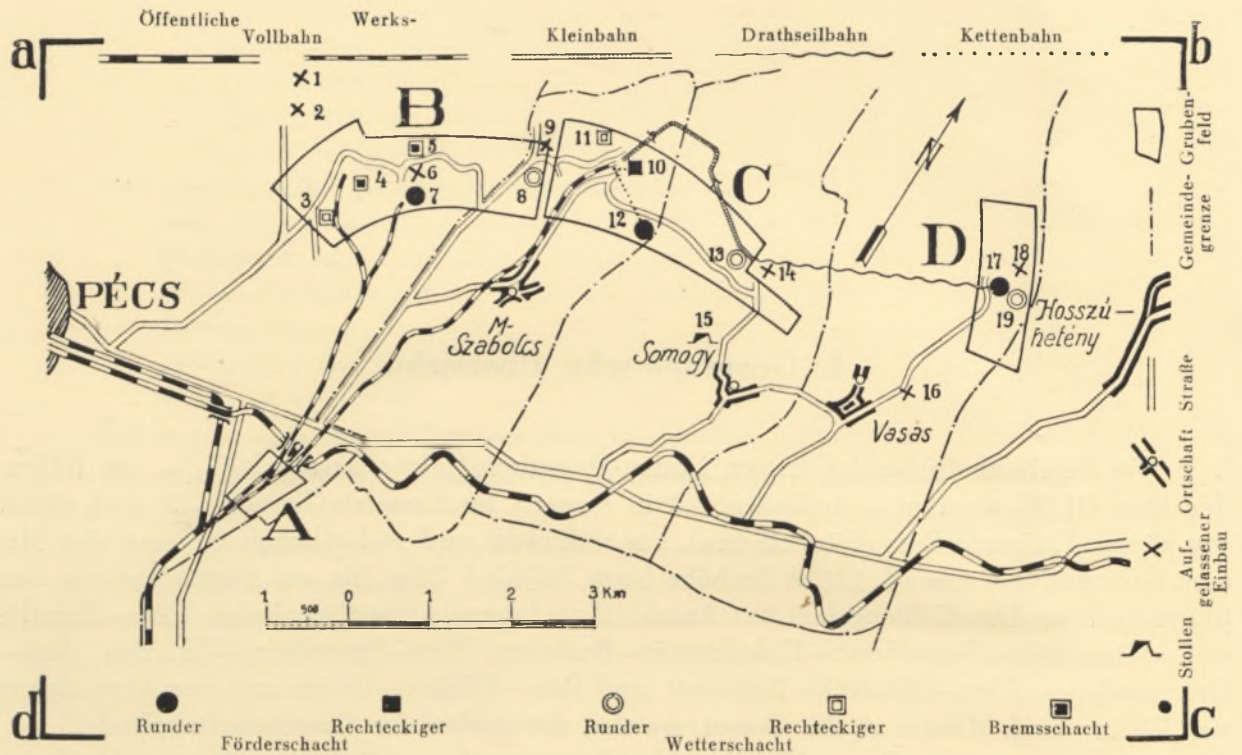 a
Öffentliche Werks-
Vollbahn
Kleinbahn
Drathseilbahn
Kettenbahn
b
1
2
B
3
4
5
6
7
8
9
10
11
12
C
13
14
N
D
17
18
19
Hosszú-
hetény
PÉCS
M-
Szabolcs
15
Somogy
16
Vasas
A
1 500 0 1 2 3 Km
Gruben-
feld
Gemeinde-
grenze
Straße
Ortschaft
Auf-
gelassener
Einbau
Stollen
d
Runder Rechteckiger
Förderschacht
Runder Rechteckiger
Wetterschacht
Bremsschacht
C